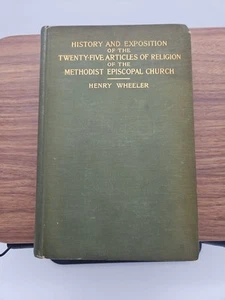 HISTORY AND EXPOSITION
OF THE
TWENTY-FIVE ARTICLES OF RELIGION
OF THE
METHODIST EPISCOPAL CHURCH
HENRY WHEELER